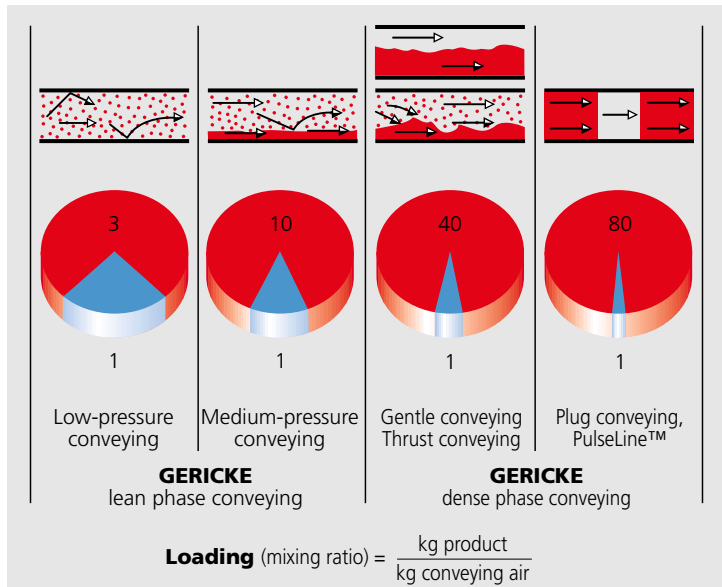 3
10
40
80
1
1
1
1
Low-pressure
conveying
Medium-pressure
conveying
Gentle conveying
Thrust conveying
Plug conveying,
PulseLine™
GERICKE
lean phase conveying
GERICKE
dense phase conveying
Loading (mixing ratio) = kg product
kg conveying air